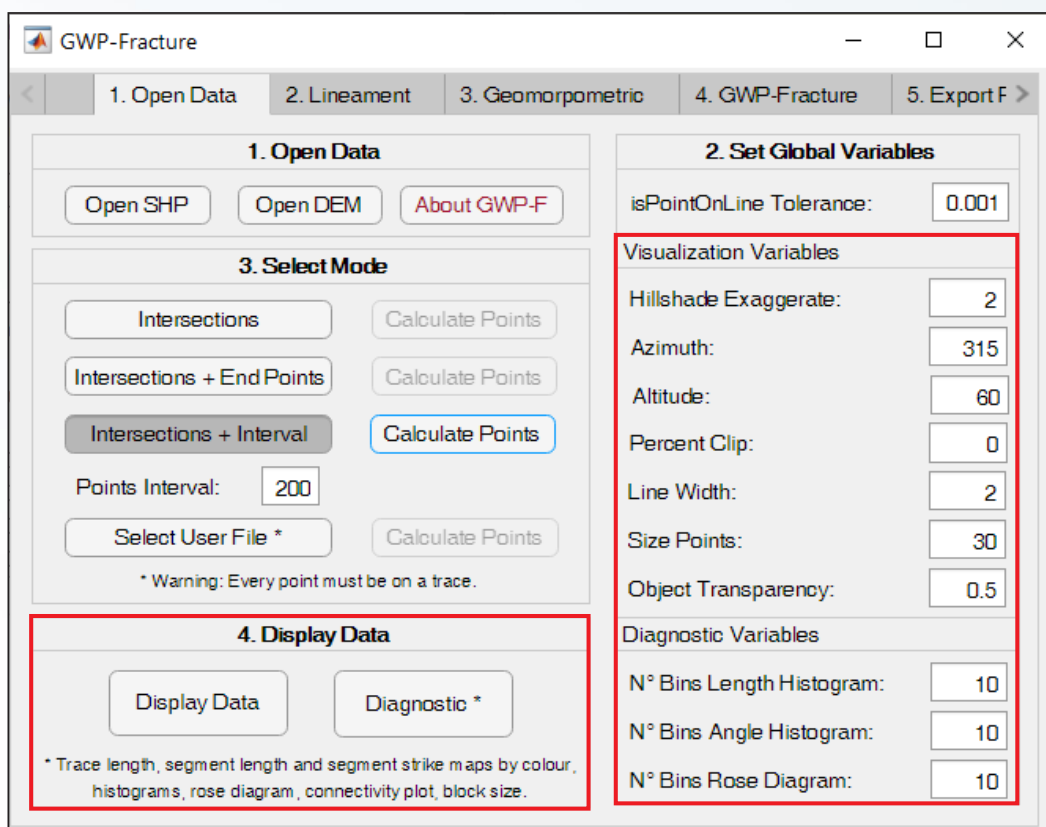 GWP-Fracture
1. Open Data
2. Lineament
3. Geomorpometric
4. GWP-Fracture
5. Export F
1. Open Data
Open SHP
Open DEM
About GWP-F
3. Select Mode
Intersections
Calculate Points
Intersections + End Points
Calculate Points
Intersections + Interval
Calculate Points
Points Interval:
200
Select User File *
Calculate Points
* Warning: Every point must be on a trace.
4. Display Data
Display Data
Diagnostic *
* Trace length, segment length and segment strike maps by colour,
histograms, rose diagram, connectivity plot, block size.
2. Set Global Variables
isPointOnLine Tolerance:
0.001
Visualization Variables
Hillshade Exaggerate:
2
Azimuth:
315
Altitude:
60
Percent Clip:
0
Line Width:
2
Size Points:
30
Object Transparency:
0.5
Diagnostic Variables
N° Bins Length Histogram:
10
N° Bins Angle Histogram:
10
N° Bins Rose Diagram:
10